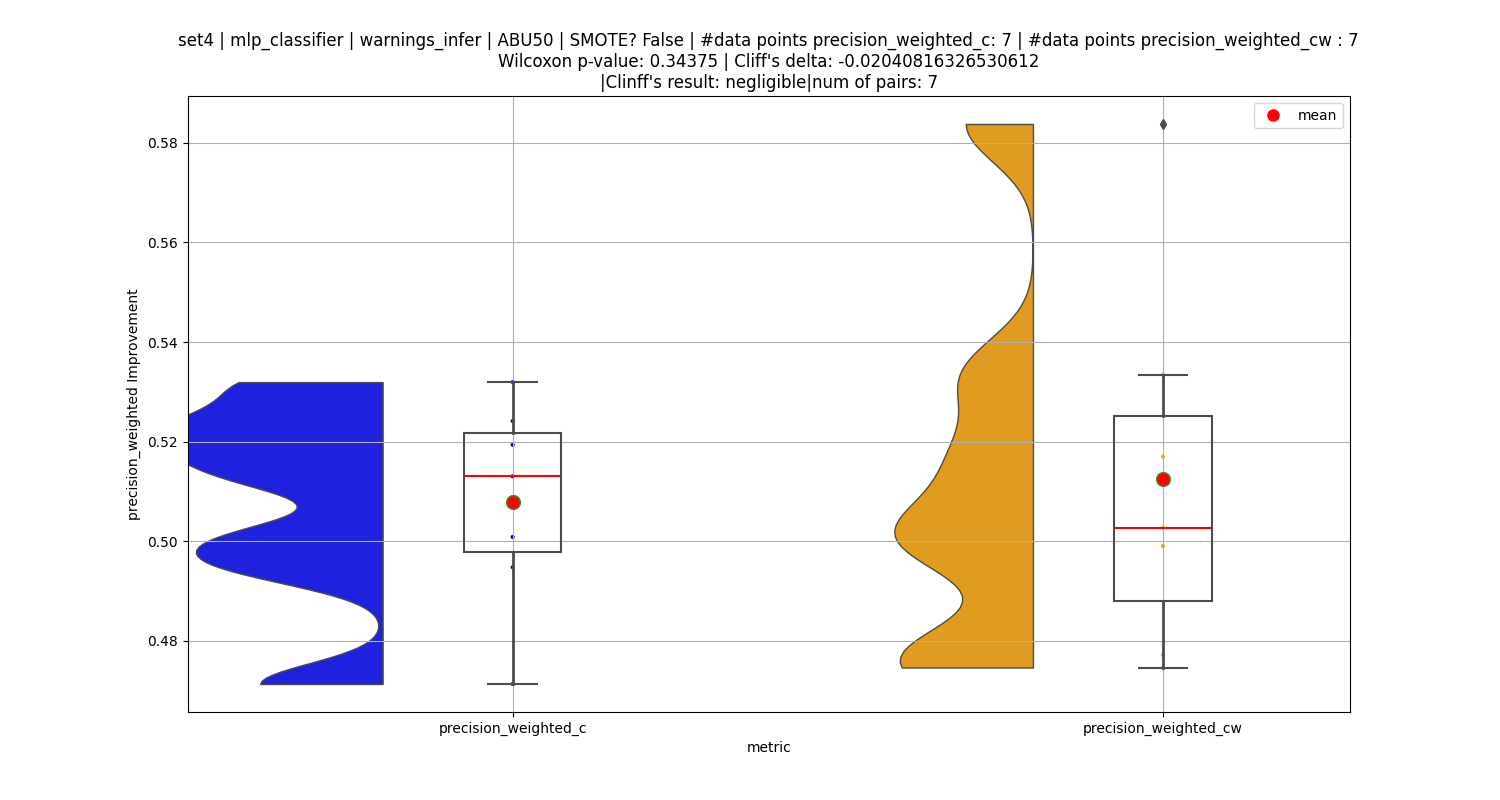 set4 | mlp_classifier | warnings_infer | ABU50 | SMOTE? False | #data points precision_weighted_c: 7 | #data points precision_weighted_cw : 7
Wilcoxon p-value: 0.34375 | Cliff's delta: -0.02040816326530612
|Clinff's result: negligible|num of pairs: 7
mean
0.58
0.56
0.54
0.52
0.50
0.48
precision_weighted Improvement
precision_weighted_c
precision_weighted_cw
metric